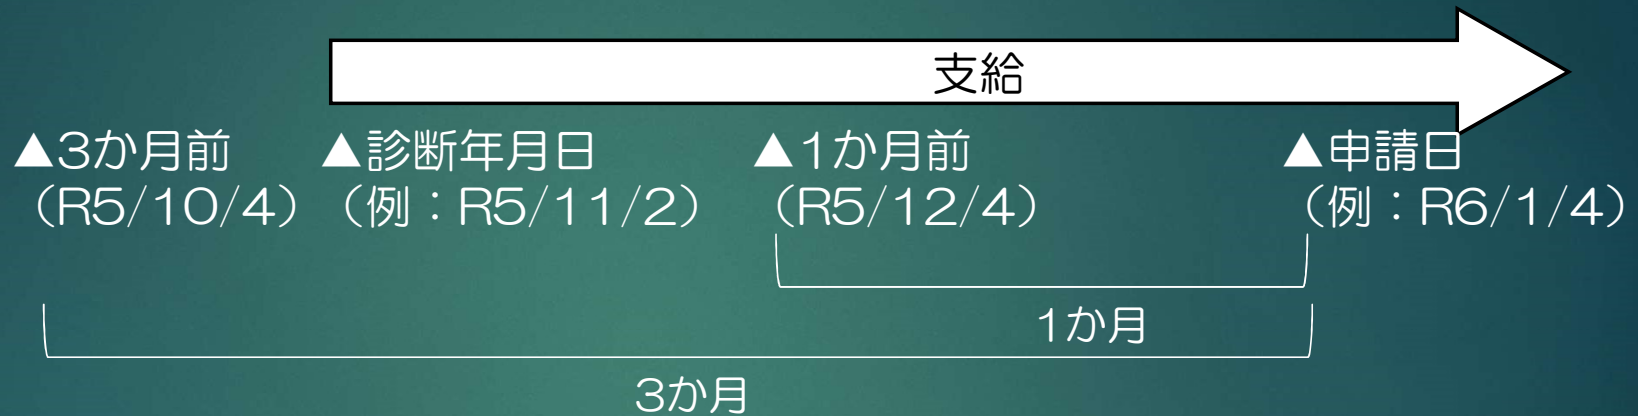 支給
▲3か月前
（R5/10/4）
▲診断年月日
（例：R5/11/2）
▲1か月前
（R5/12/4）
▲申請日
（例：R6/1/4）
1か月
3か月